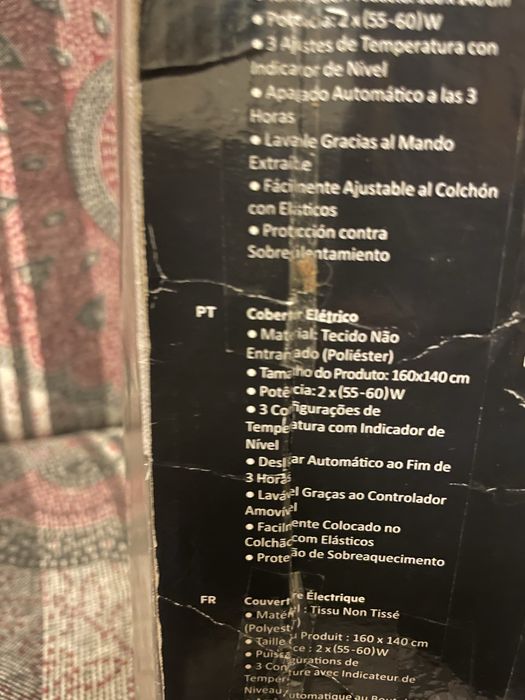 • Potencia: 2 x (55-60)W
• 3 Ajustes de Temperatura con
Indicador de Nivel
• Apagado Automático a las 3
Horas
• Lavable Gracias al Mando
Extraíble
• Fácilmente Ajustable al Colchón
con Elásticos
• Protección contra
Sobrecalentamiento
PT Cobertor Elétrico
• Material: Tecido Não
Entrançado (Poliéster)
• Tamanho do Produto: 160x140 cm
• Potência: 2 x (55-60)W
• 3 Configurações de
Temperatura com Indicador de
Nível
• Desligar Automático ao Fim de
3 Horas
• Lavável Graças ao Controlador
Amovível
• Facilmente Colocado no
Colchão com Elásticos
• Proteção de Sobreaquecimento
FR Couverture Électrique
• Matériel : Tissu Non Tissé
(Polyester)
• Taille du Produit : 160 x 140 cm
• Puissance : 2 x (55-60)W
• 3 Configurations de
Température avec Indicateur de
Niveau